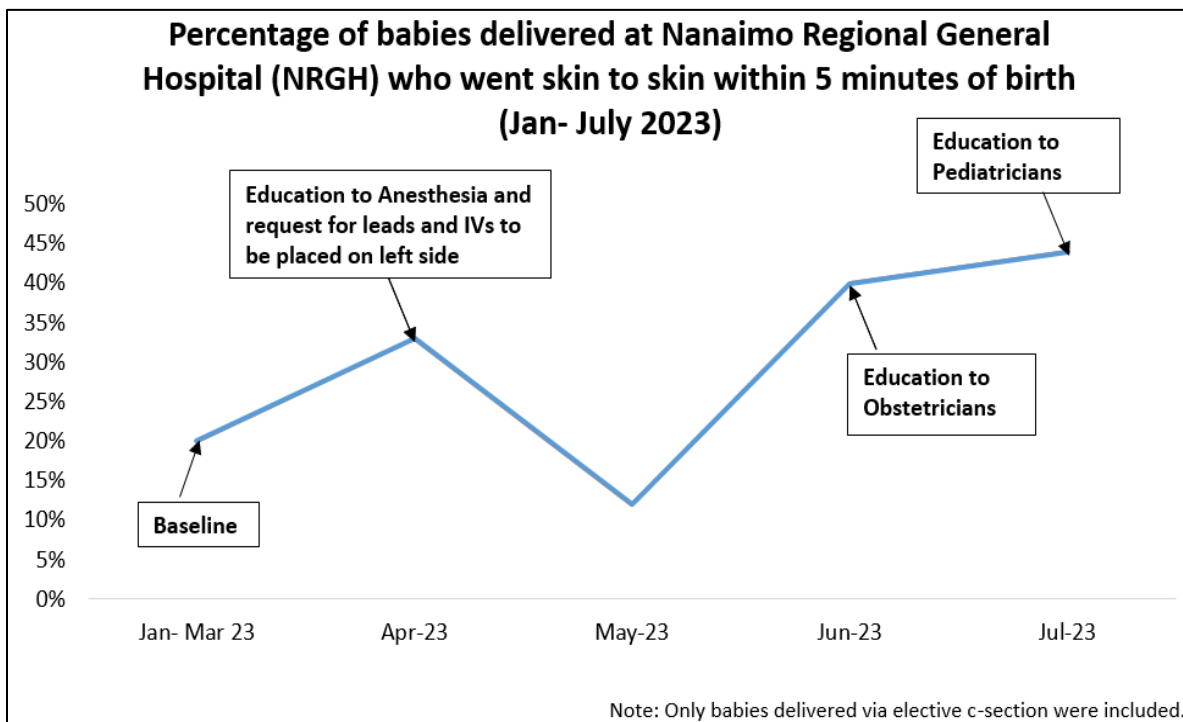 Percentage of babies delivered at Nanaimo Regional General
Hospital (NRGH) who went skin to skin within 5 minutes of birth
(Jan- July 2023)
Education to
Pediatricians
Education to Anesthesia and
request for leads and IVs to
be placed on left side
50%
45%
40%
35%
30%
25%
20%
15%
10%
5%
0%
Education to
Obstetricians
Baseline
Jan- Mar 23
Apr-23
May-23
Jun-23
Jul-23
Note: Only babies delivered via elective c-section were included.